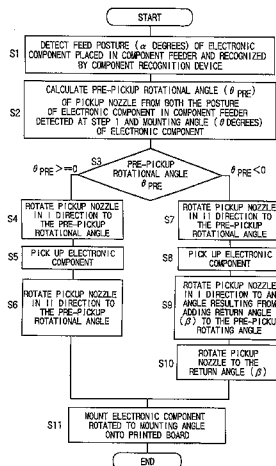 START
S1
DETECT FEED POSTURE (α DEGREES) OF ELECTRONIC
COMPONENT PLACED IN COMPONENT FEEDER AND RECOGNIZED
BY COMPONENT RECOGNITION DEVICE
S2
CALCULATE PRE-PICKUP ROTATIONAL ANGLE (θ PRE)
OF PICKUP NOZZLE FROM BOTH THE POSTURE
OF ELECTRONIC COMPONENT IN COMPONENT FEEDER
DETECTED AT STEP 1 AND MOUNTING ANGLE (θ DEGREES)
OF ELECTRONIC COMPONENT
S3
θ PRE>=0
PRE-PICKUP
ROTATIONAL ANGLE
θ PRE
θ PRE<0
S4
ROTATE PICKUP NOZZLE
IN I DIRECTION TO
THE PRE-PICKUP
ROTATIONAL ANGLE
S5
PICK UP ELECTRONIC
COMPONENT
S6
ROTATE PICKUP NOZZLE
IN II DIRECTION TO
THE PRE-PICKUP
ROTATIONAL ANGLE
S7
ROTATE PICKUP NOZZLE
IN II DIRECTION TO
THE PRE-PICKUP
ROTATIONAL ANGLE
S8
PICK UP ELECTRONIC
COMPONENT
S9
ROTATE PICKUP NOZZLE
IN I DIRECTION TO AN
ANGLE RESULTING FROM
ADDING RETURN ANGLE
(β) TO THE PRE-PICKUP
ROTATING ANGLE
S10
ROTATE PICKUP
NOZZLE TO THE
RETURN ANGLE (β)
S11
MOUNT ELECTRONIC COMPONENT
ROTATED TO MOUNTING ANGLE
ONTO PRINTED BOARD
END